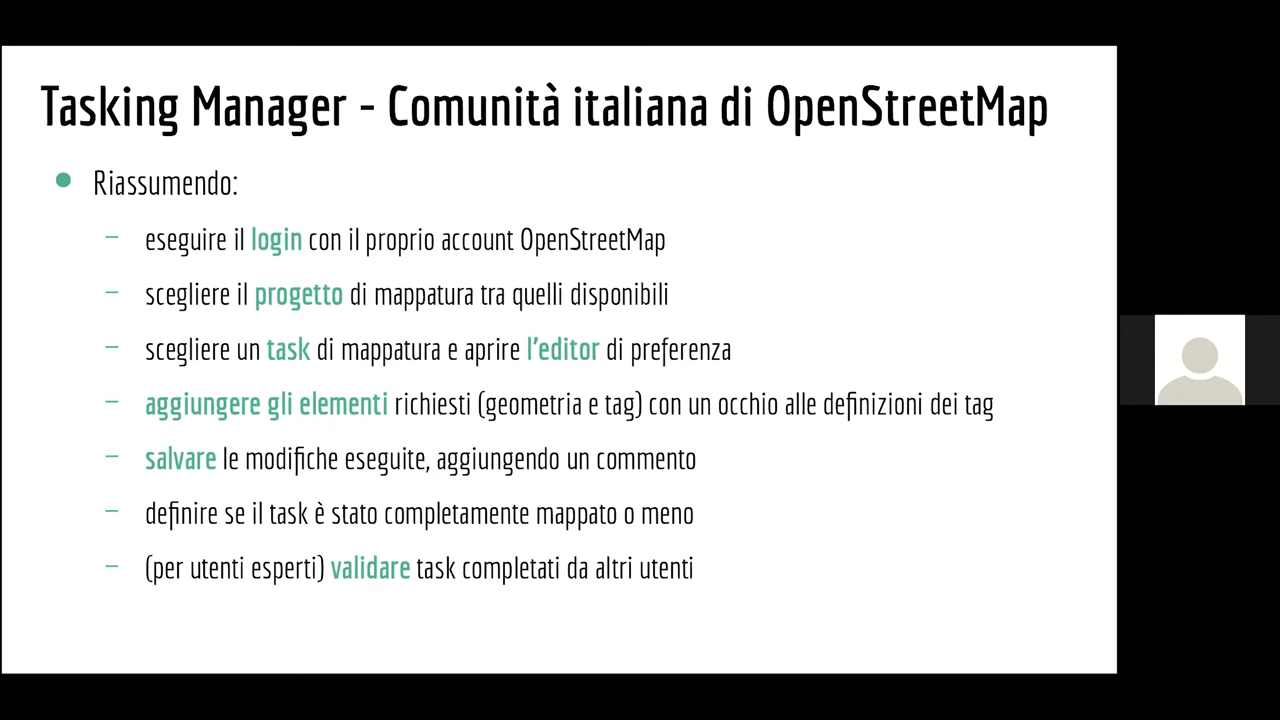 Tasking Manager - Comunità italiana di OpenStreetMap
● Riassumendo:
– eseguire il login con il proprio account OpenStreetMap
– scegliere il progetto di mappatura tra quelli disponibili
– scegliere un task di mappatura e aprire l'editor di preferenza
– aggiungere gli elementi richiesti (geometria e tag) con un occhio alle definizioni dei tag
– salvare le modifiche eseguite, aggiungendo un commento
– definire se il task è stato completamente mappato o meno
– (per utenti esperti) validare task completati da altri utenti